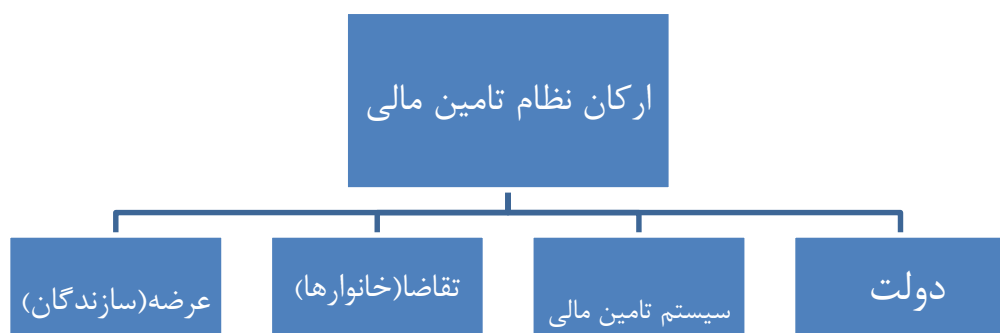 ارکان نظام تامین مالی
دولت
سیستم تامین مالی
تقاضا(خانوارها)
عرضه(سازندگان)